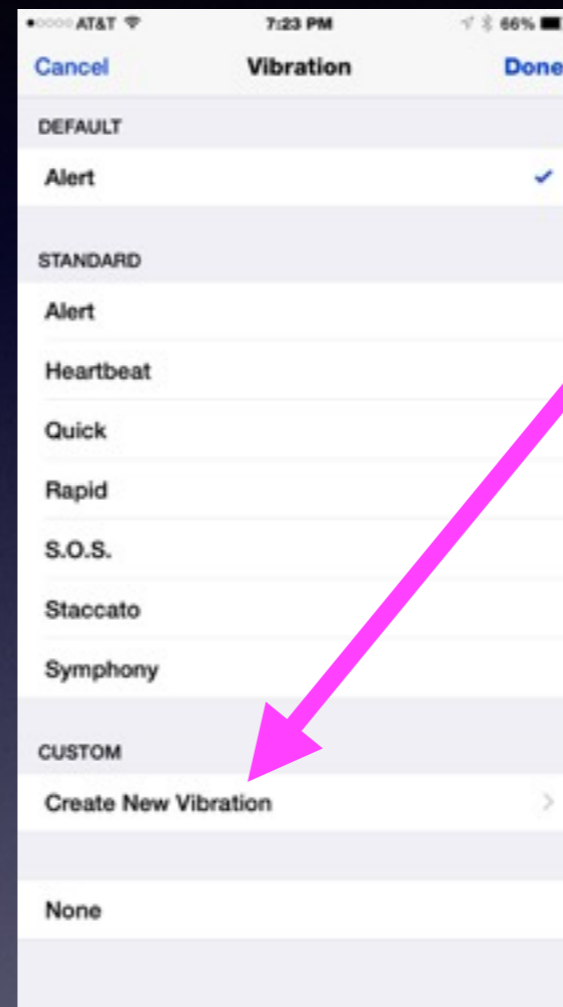 AT&T 7:23 PM 66%
Cancel Vibration Done
DEFAULT
Alert
STANDARD
Alert
Heartbeat
Quick
Rapid
S.O.S.
Staccato
Symphony
CUSTOM
Create New Vibration
None